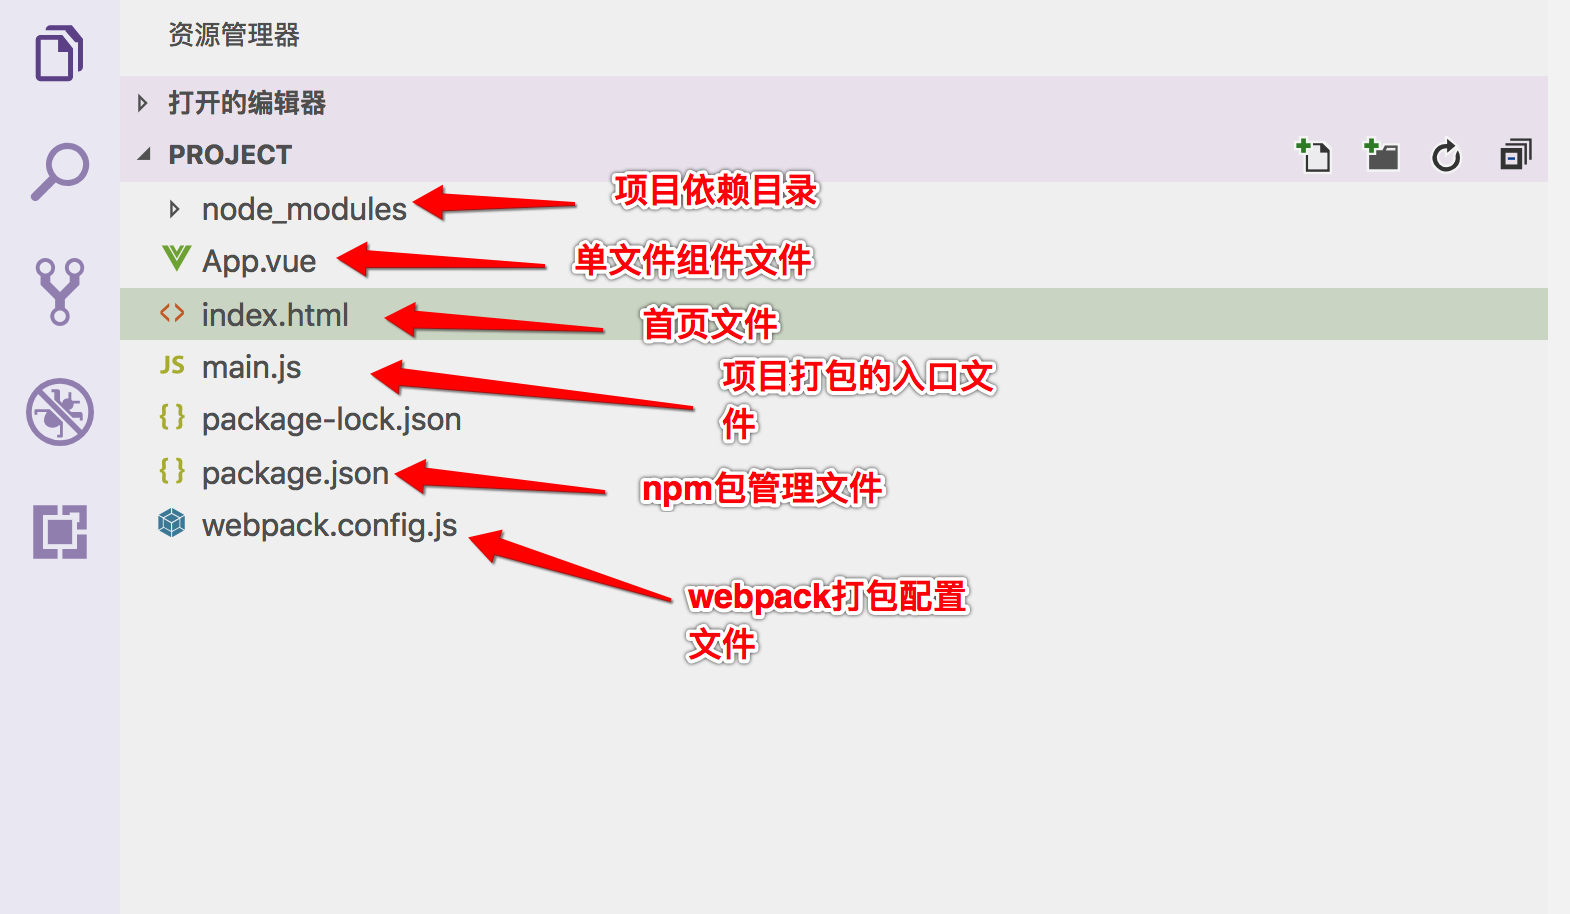 资源管理器
打开的编辑器
PROJECT
node_modules
项目依赖目录
App.vue
单文件组件文件
index.html
首页文件
JS main.js
项目打包的入口文
件
{ } package-lock.json
{ } package.json
npm包管理文件
webpack.config.js
webpack打包配置
文件